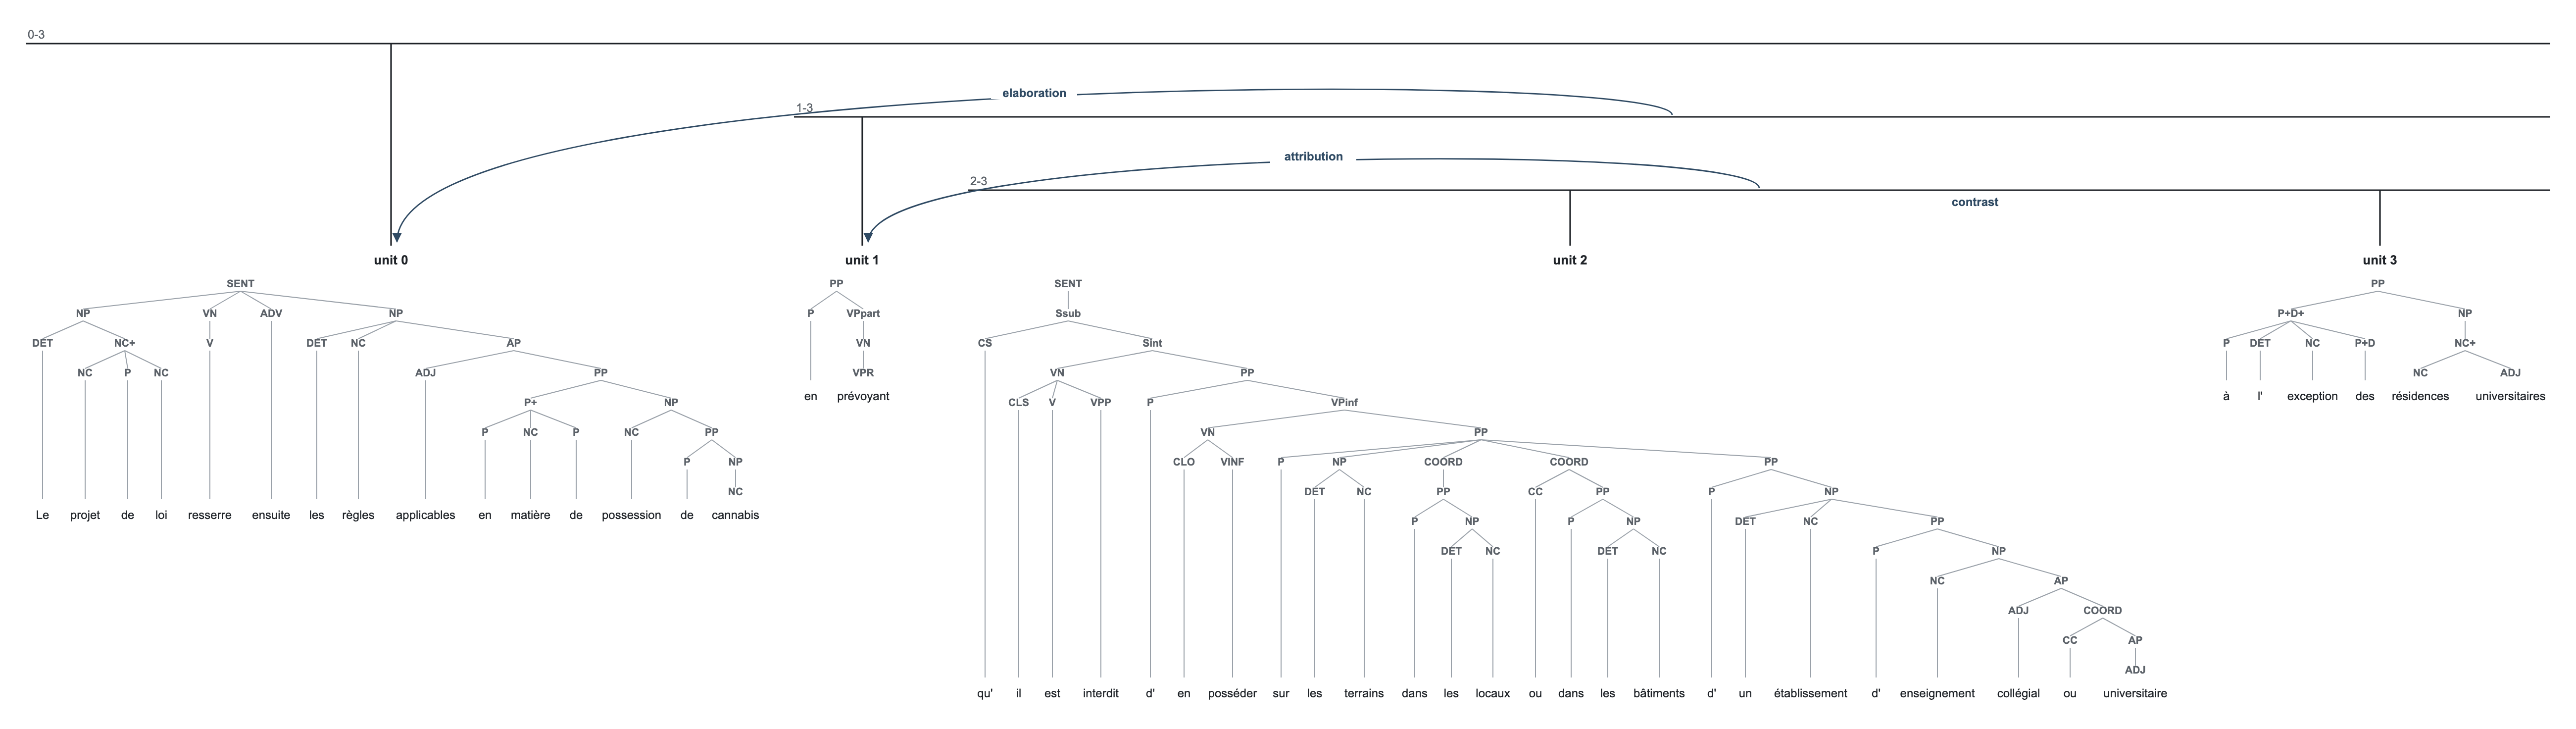 0-3
elaboration
1-3
attribution
2-3
contrast
unit 0 unit 1 unit 2 unit 3
SENT PP SENT PP
NP VN ADV NP P VPpart Ssub P+D+ NP
DET NC+ V DET NC AP VN CS Sint P DET NC P+D NC+
NC P NC ADJ PP VPR VN PP NC ADJ
en prévoyant à l' exception des résidences universitaires
P+ NP CLS V VPP P VPinf
P NC P NC PP VN PP
P NP CLO VINF P NP COORD COORD PP
NC DET NC PP CC PP P NP
Le projet de loi resserre ensuite les règles applicables en matière de possession de cannabis
P NP P NP DET NC PP
DET NC DET NC P NP
NC AP
ADJ COORD
CC AP
ADJ
qu' il est interdit d' en posséder sur les terrains dans les locaux ou dans les bâtiments d' un établissement d' enseignement collégial ou universitaire